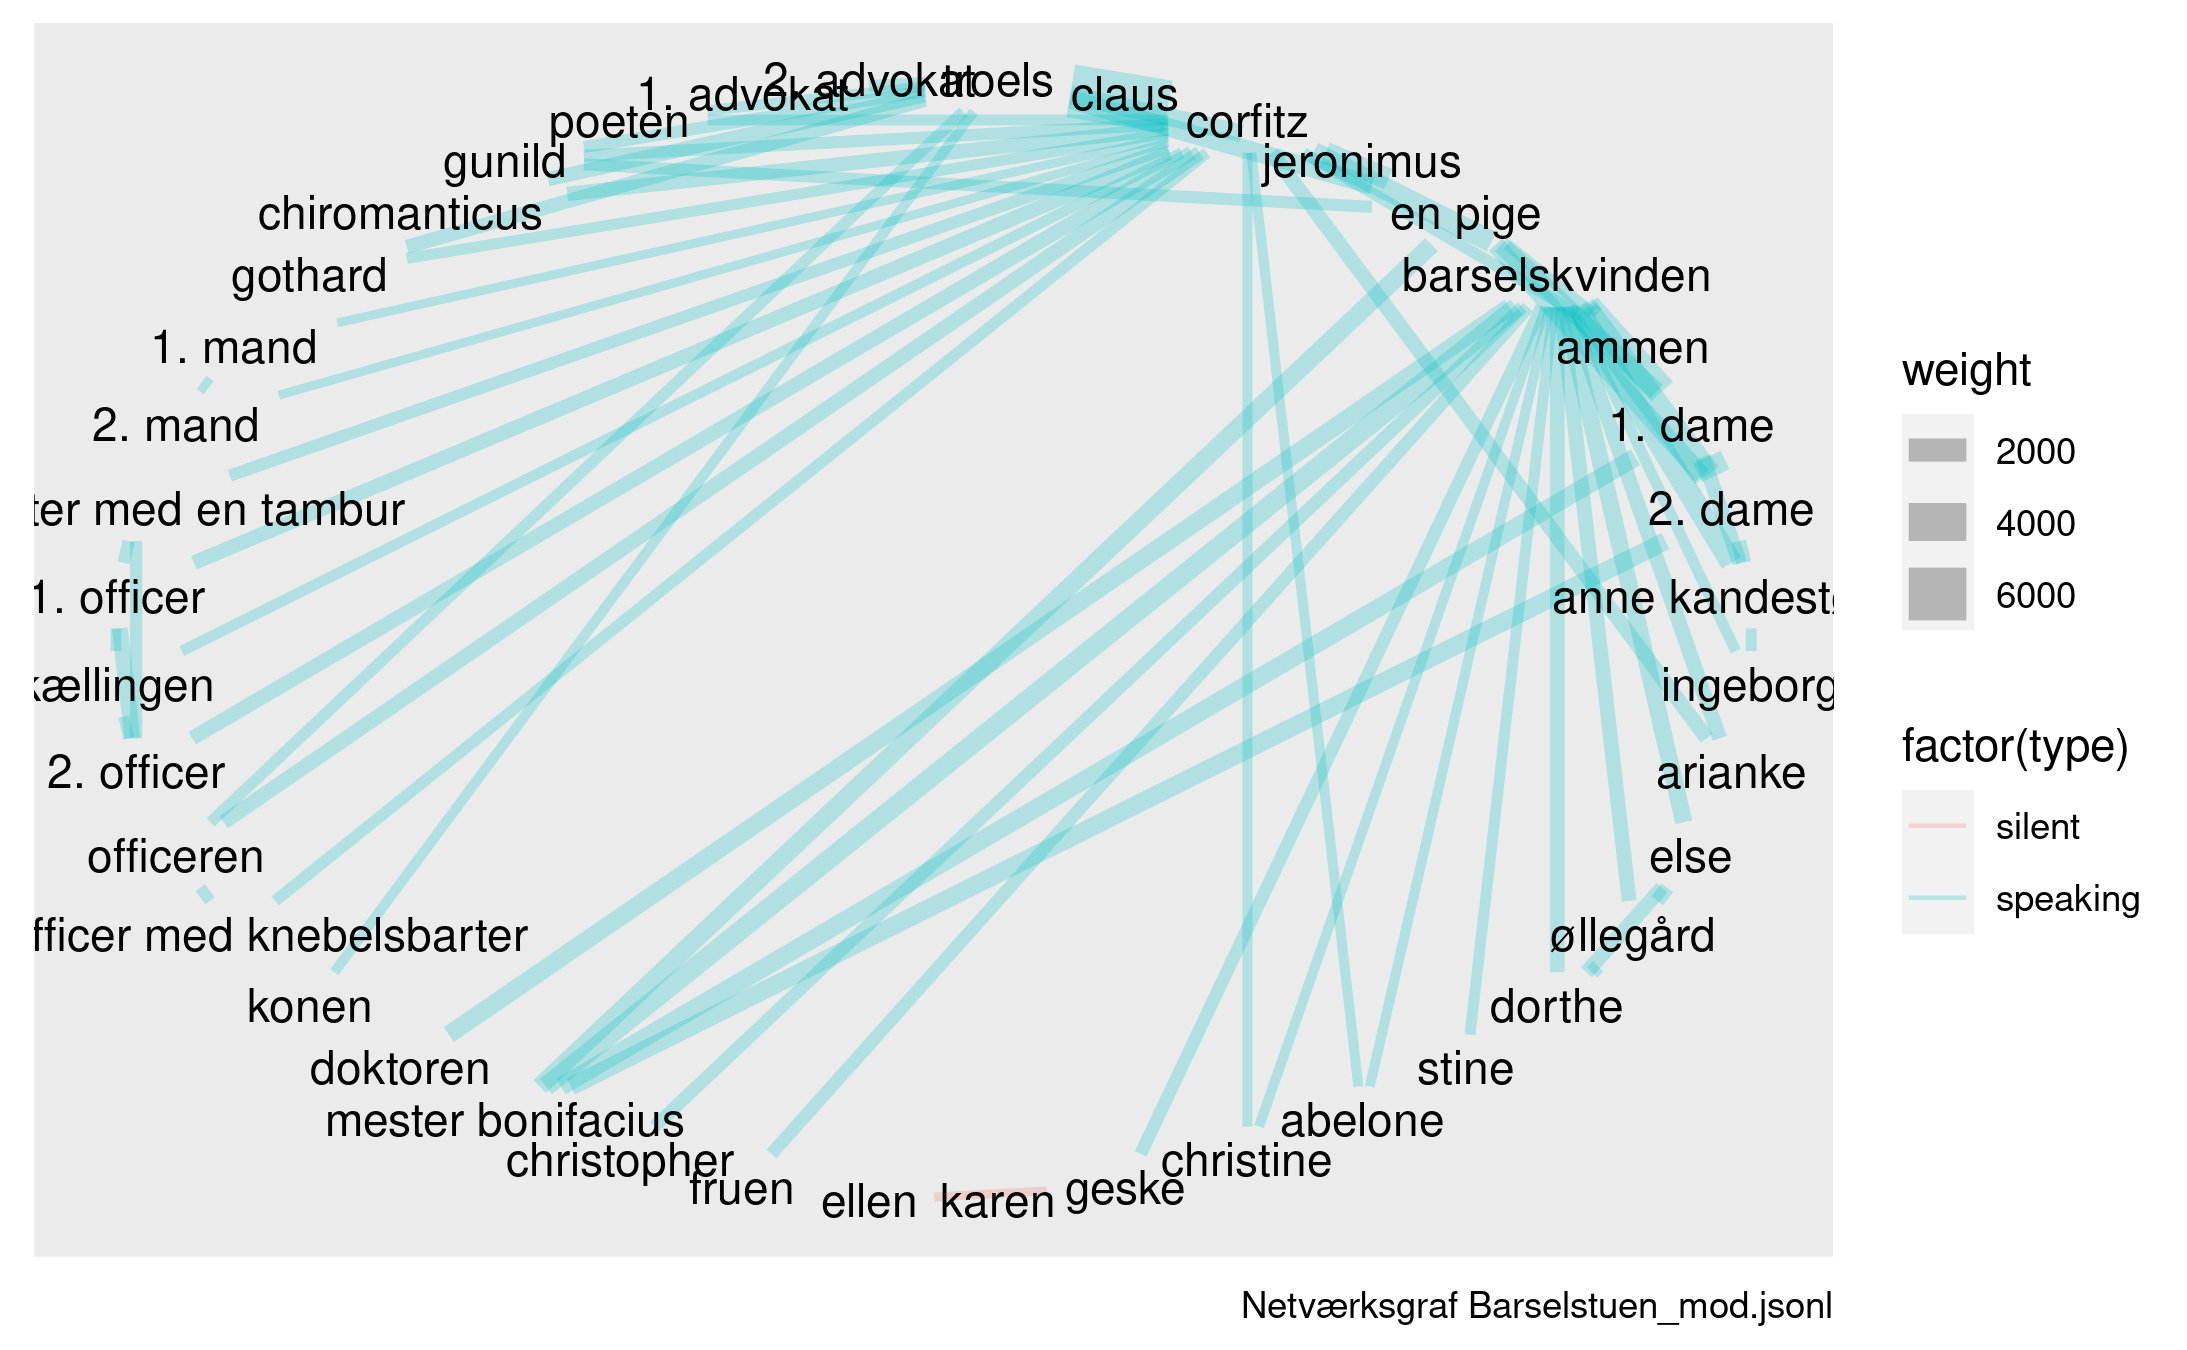 2. advokat
troels
claus
1. advokat
poeten
corfitz
gunild
jeronimus
chiromanticus
en pige
gothard
barselskvinden
1. mand
ammen
2. mand
1. dame
ter med en tambur
2. dame
1. officer
anne kandestø
kællingen
ingeborg
2. officer
arianke
officeren
else
fficer med knebelsbarter
øllegård
konen
dorthe
doktoren
stine
mester bonifacius
abelone
christopher
christine
fruen
geske
ellen
karen
weight
2000
4000
6000
factor(type)
silent
speaking
Netværksgraf Barselstuen_mod.jsonl